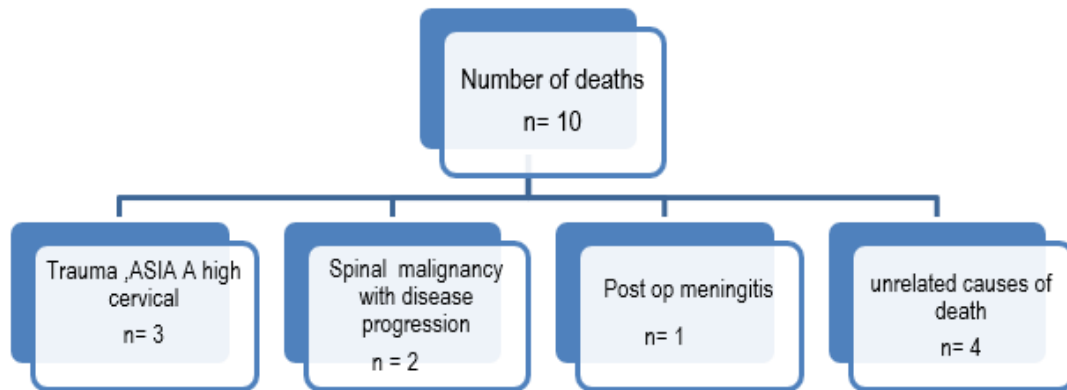 Number of deaths
n= 10
Trauma ,ASIA A high
cervical
n= 3
Spinal malignancy
with disease
progression
n = 2
Post op meningitis
n= 1
unrelated causes of
death
n= 4